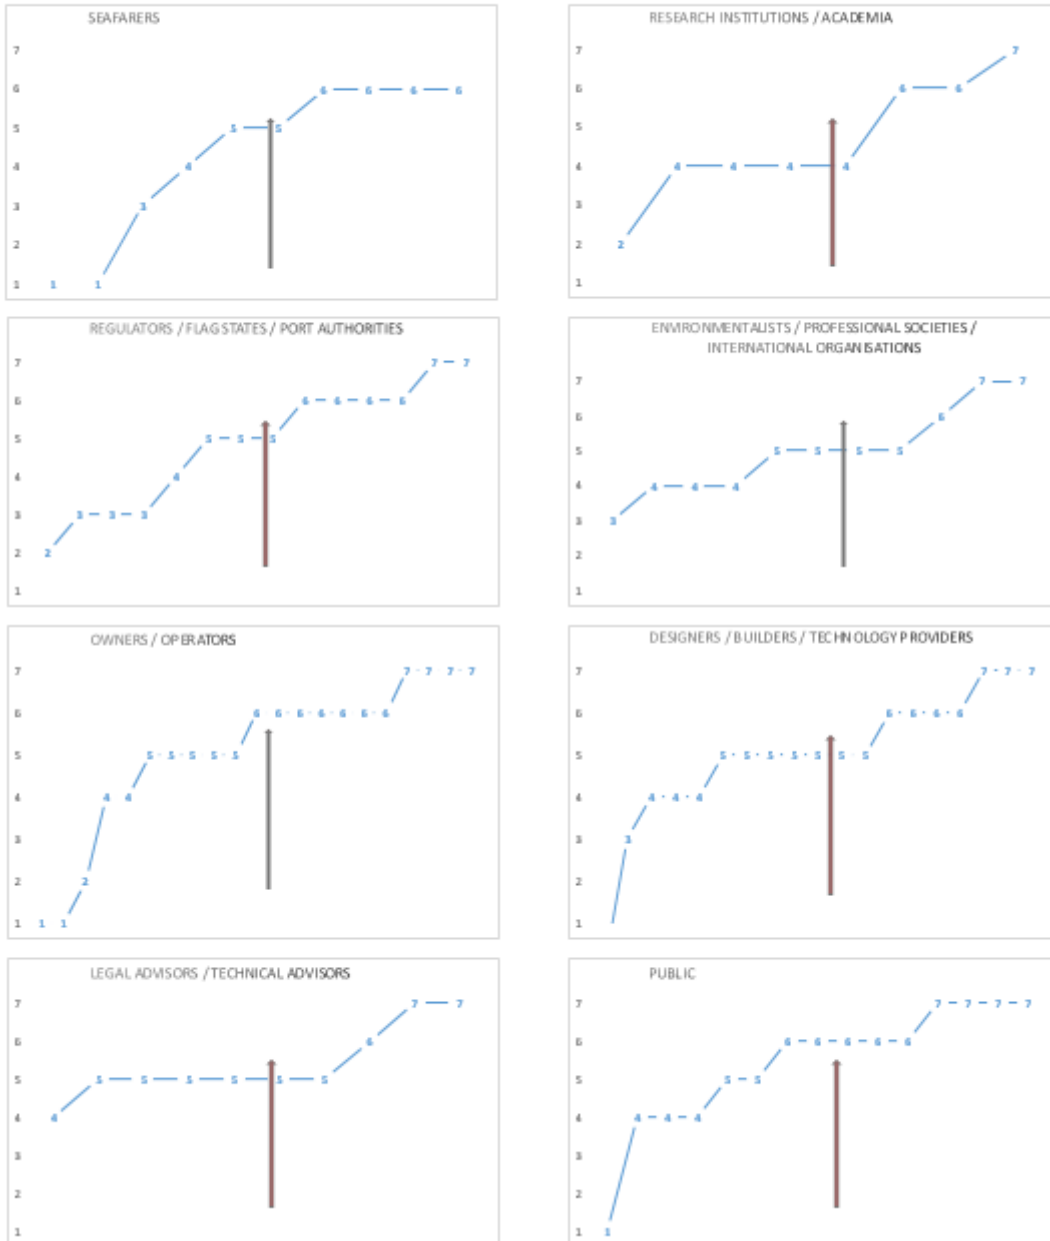 SEAFARERS
7
6 6 6 6 6
5 5 5
4 4
3 3
2
1 1 1
RESEARCH INSTITUTIONS / ACADEMIA
7 7
6 6 6
5
4 4 4 4 4
3
2 2
1
REGULATORS / FLAG STATES / PORT AUTHORITIES
7 7 7
6 6 6 6 6
5 5 5 5
4 4
3 3 3 3
2 2
1
ENVIRONMENTALISTS / PROFESSIONAL SOCIETIES /
INTERNATIONAL ORGANISATIONS
7 7 7
6 6
5 5 5 5 5
4 4 4 4
3 3
2
1
OWNERS / OPERATORS
7 7 7 7 7
6 6 6 6 6 6 6 6
5 5 5 5 5 5
4 4 4
3
2 2
1 1 1
DESIGNERS / BUILDERS / TECHNOLOGY PROVIDERS
7 7 7 7
6 6 6 6 6
5 5 5 5 5 5 5 5
4 4 4 4
3 3
2
1
LEGAL ADVISORS / TECHNICAL ADVISORS
7 7 7
6 6
5 5 5 5 5 5 5
4 4
3
2
1
PUBLIC
7 7 7 7 7
6 6 6 6 6 6
5 5 5
4 4 4 4
3
2
1 1